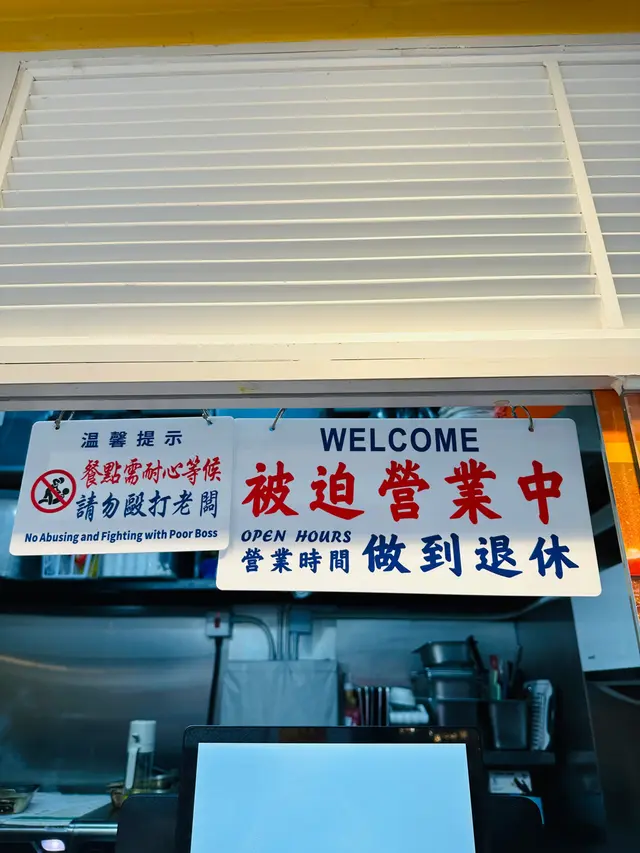 温馨提示
餐點需耐心等候
請勿毆打老闆
No Abusing and Fighting with Poor Boss
WELCOME
被迫營業中
OPEN HOURS
營業時間 做到退休